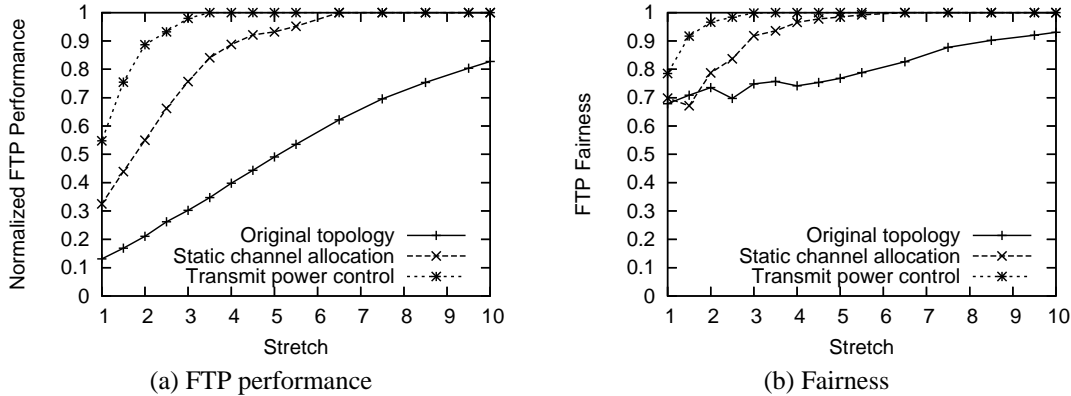 Normalized FTP Performance
1
0.9
0.8
0.7
0.6
0.5
0.4
0.3
0.2
0.1
0
Original topology
Static channel allocation
Transmit power control
1 2 3 4 5 6 7 8 9 10
Stretch
(a) FTP performance
FTP Fairness
1
0.9
0.8
0.7
0.6
0.5
0.4
0.3
0.2
0.1
0
Original topology
Static channel allocation
Transmit power control
1 2 3 4 5 6 7 8 9 10
Stretch
(b) Fairness